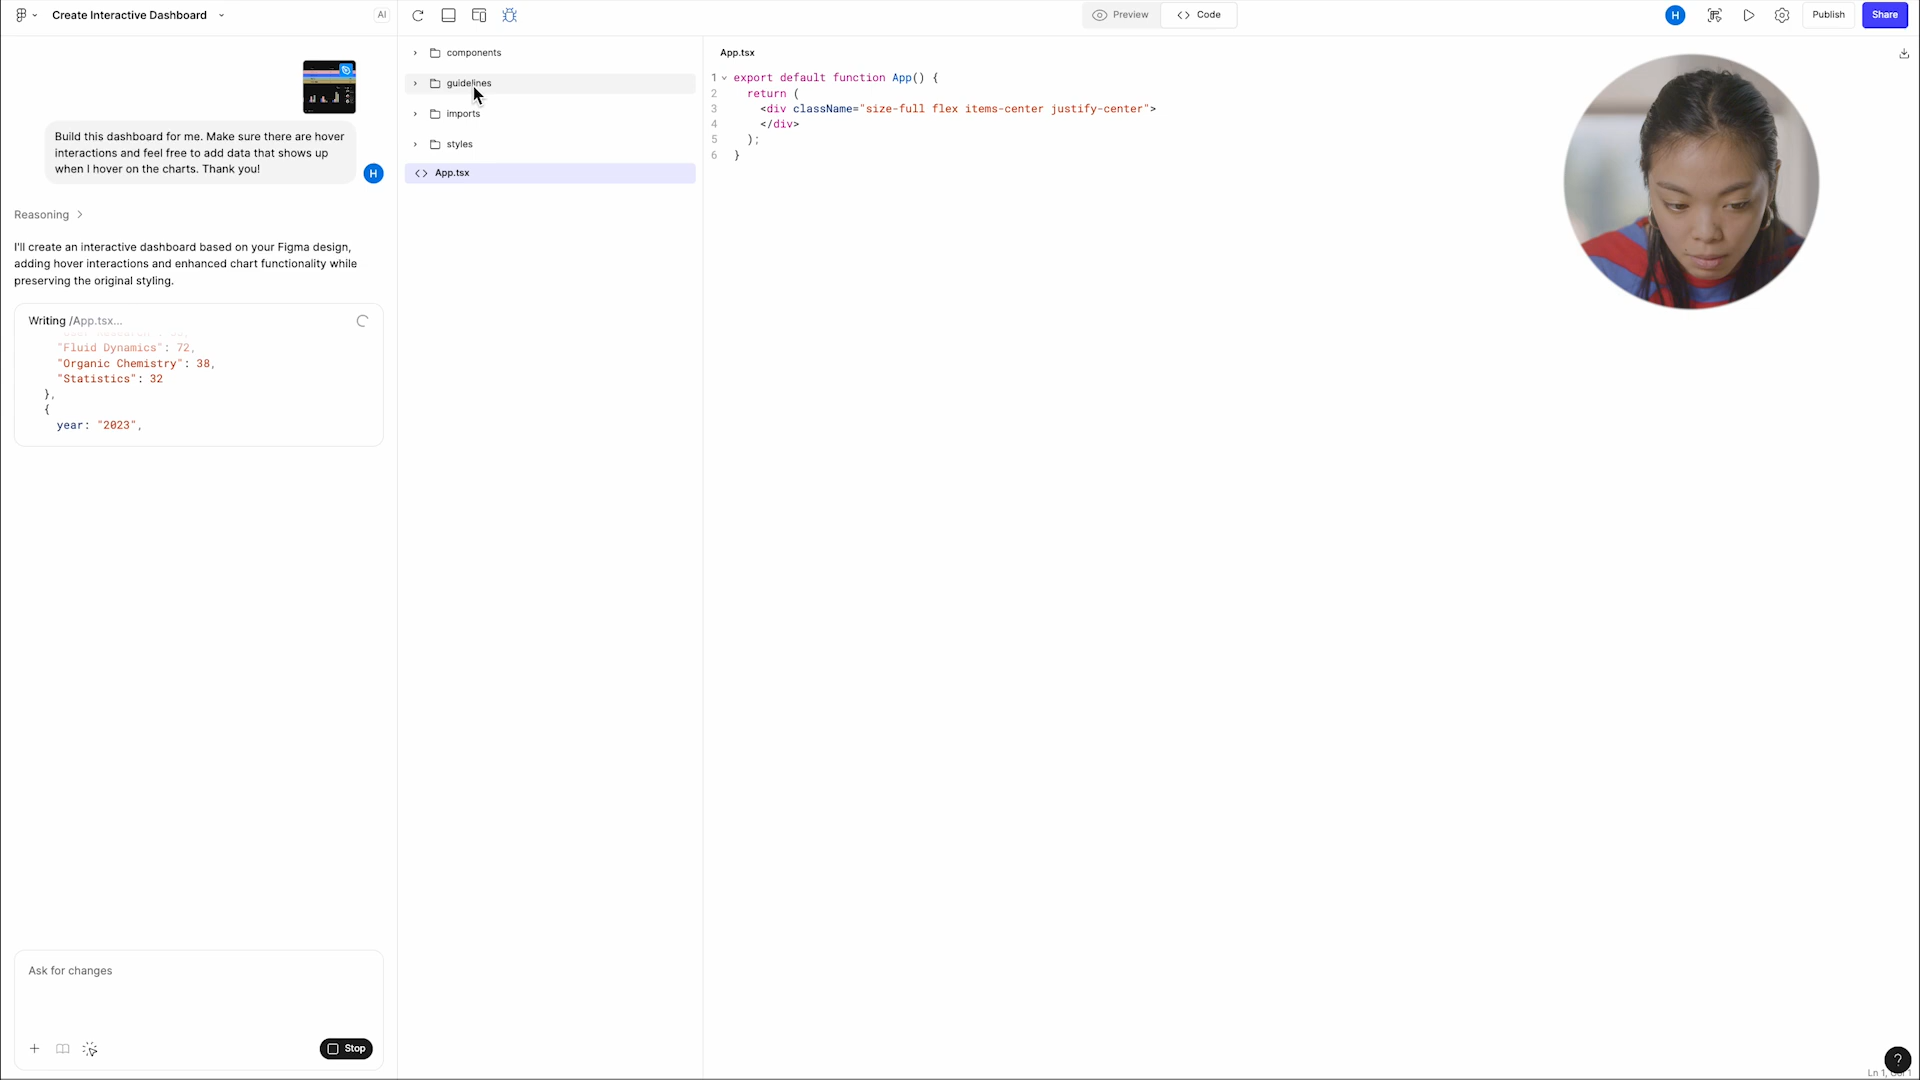 Create Interactive Dashboard
AI
Preview
Code
H
Publish
Share
Build this dashboard for me. Make sure there are hover
interactions and feel free to add data that shows up
when I hover on the charts. Thank you!
H
Reasoning
I'll create an interactive dashboard based on your Figma design,
adding hover interactions and enhanced chart functionality while
preserving the original styling.
Writing /App.tsx...
"Fluid Dynamics": 72,
"Organic Chemistry": 38,
"Statistics": 32
},
{
year: "2023",
Ask for changes
Stop
components
guidelines
imports
styles
App.tsx
App.tsx
1 export default function App() {
2 return (
3 <div className="size-full flex items-center justify-center">
4 </div>
5 );
6 }
?
Ln 1,